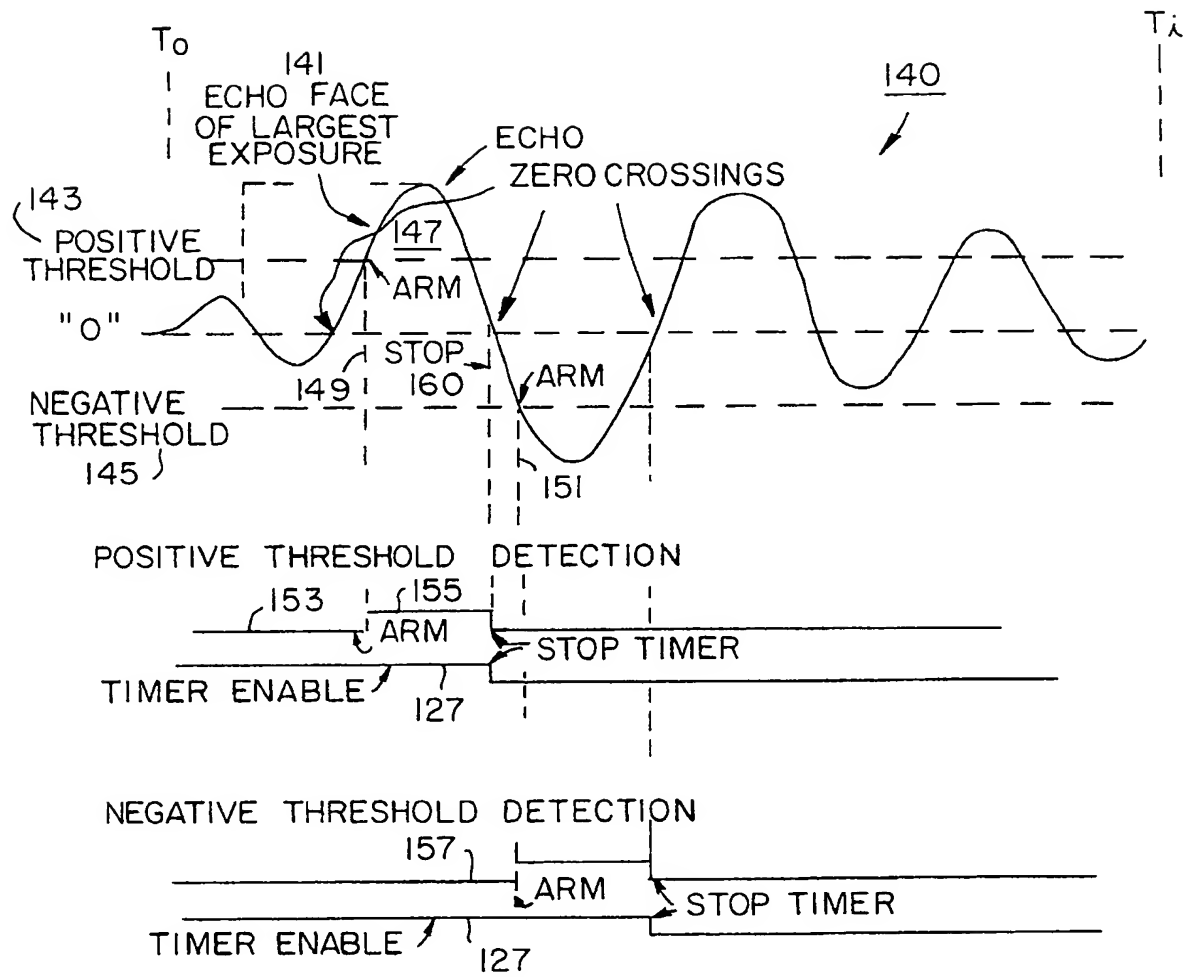 To
Ti
141
ECHO FACE
OF LARGEST
EXPOSURE
140
ECHO
ZERO CROSSINGS
143
POSITIVE
THRESHOLD
147
ARM
"O"
STOP
160
149
ARM
NEGATIVE
THRESHOLD
145
151
POSITIVE THRESHOLD DETECTION
153
155
ARM
STOP TIMER
TIMER ENABLE
127
NEGATIVE THRESHOLD DETECTION
157
ARM
STOP TIMER
TIMER ENABLE
127